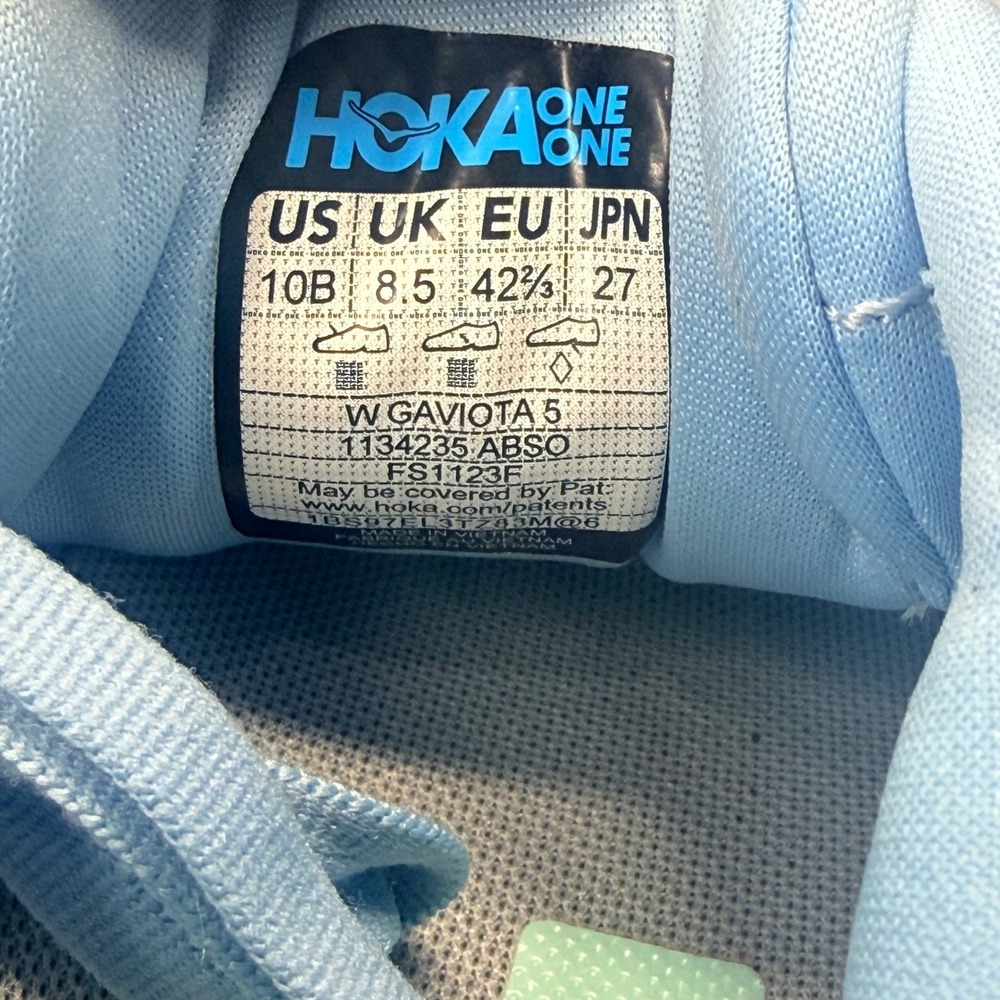 HOKA ONE ONE
US UK EU JPN
10B 8.5 42⅔ 27
W GAVIOTA 5
1134235 ABSO
FS1123F
May be covered by Pat.
www.hoka.com/patents
1BS97EL3TZ83M@6
MADE IN VIETNAM